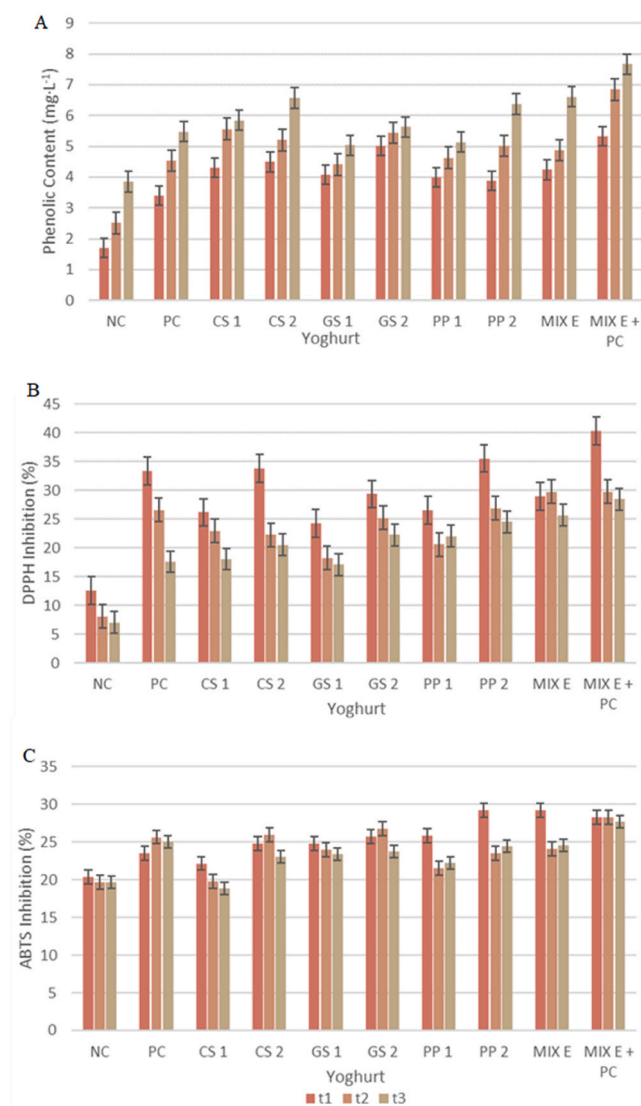 A
Phenolic Content (mg·L⁻¹)
9
8
7
6
5
4
3
2
1
0
NC PC CS 1 CS 2 GS 1 GS 2 PP 1 PP 2 MIX E MIX E +
PC
Yoghurt
B
DPPH Inhibition (%)
45
40
35
30
25
20
15
10
5
0
NC PC CS 1 CS 2 GS 1 GS 2 PP 1 PP 2 MIX E MIX E +
PC
Yoghurt
C
ABTS Inhibition (%)
35
30
25
20
15
10
5
0
NC PC CS 1 CS 2 GS 1 GS 2 PP 1 PP 2 MIX E MIX E +
PC
Yoghurt
t1 t2 t3